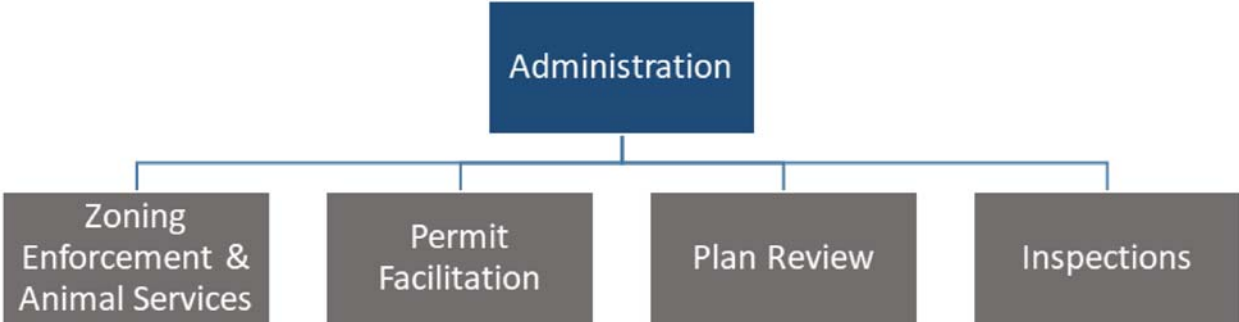 Administration
Zoning
Enforcement &
Animal Services
Permit
Facilitation
Plan Review
Inspections